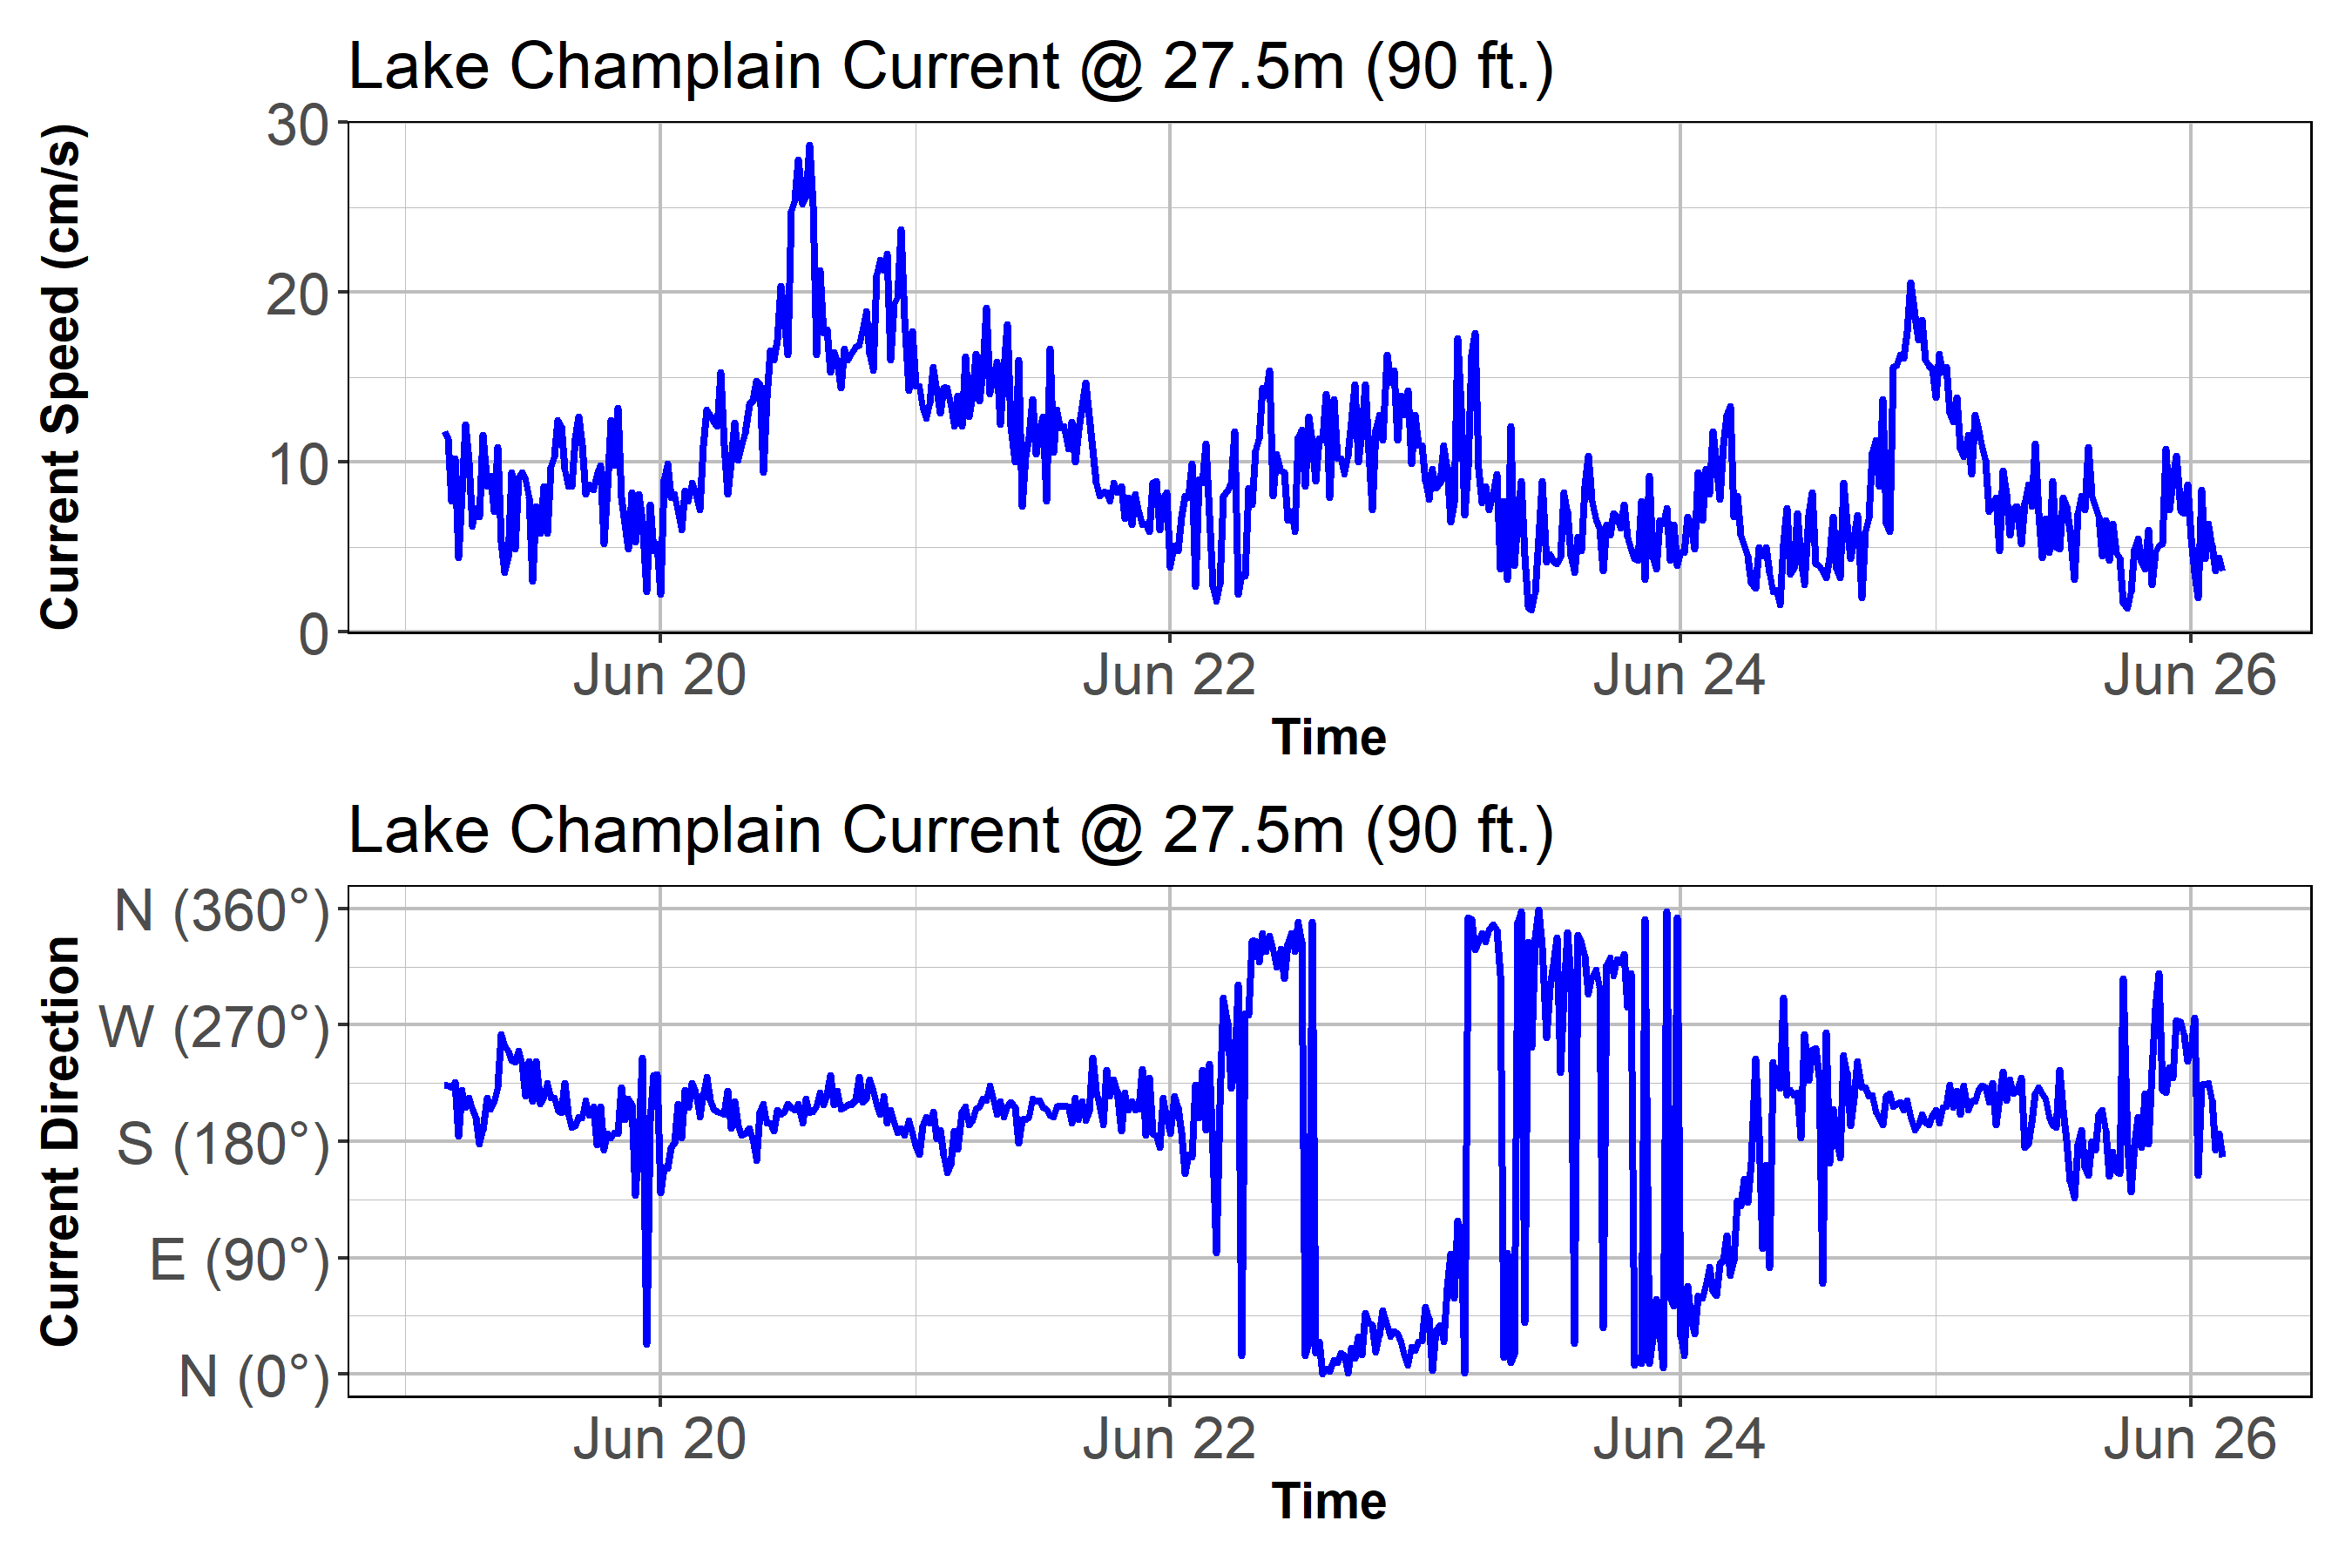 Lake Champlain Current @ 27.5m (90 ft.)
Current Speed (cm/s)
30
20
10
0
Jun 20 Jun 22 Jun 24 Jun 26
Time
Lake Champlain Current @ 27.5m (90 ft.)
Current Direction
N (360°)
W (270°)
S (180°)
E (90°)
N (0°)
Jun 20 Jun 22 Jun 24 Jun 26
Time